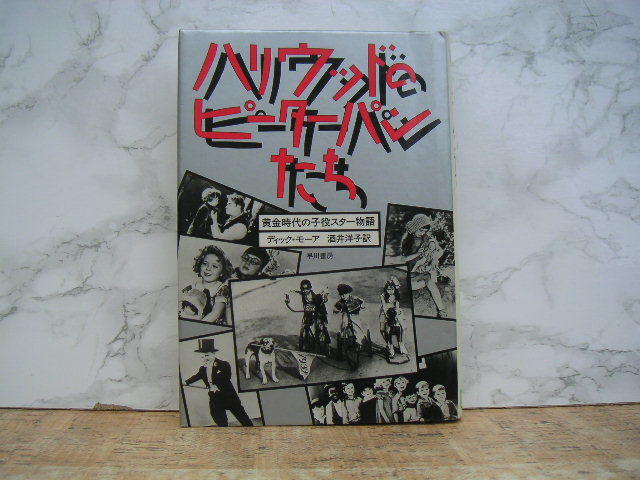 ハリウッドの
ピーターパン
たち
黄金時代の子役スター物語
ディック・モーア 酒井洋子訳
早川書房
1935